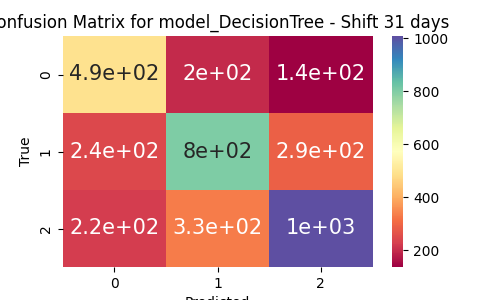 onfusion Matrix for model_DecisionTree - Shift 31 days
4.9e+02 2e+02 1.4e+02
2.4e+02 8e+02 2.9e+02
2.2e+02 3.3e+02 1e+03
0
1
2
True
0 1 2
Predicted
1000
800
600
400
200